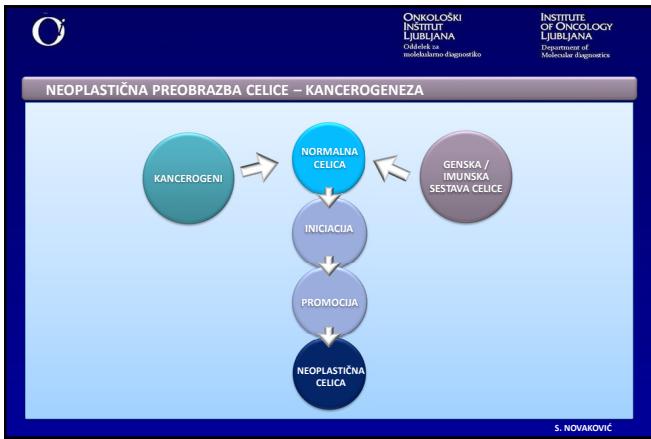 ONKOLOŠKI
INŠTITUT
LJUBLJANA
Oddelek za
molekularno diagnostiko
INSTITUTE
OF ONCOLOGY
LJUBLJANA
Department of
Molecular diagnostics
NEOPLASTIČNA PREOBRAZBA CELICE – KANCEROGENEZA
KANCEROGENI
NORMALNA
CELICA
GENSKA /
IMUNSKA
SESTAVA CELICE
INICIACIJA
PROMOCIJA
NEOPLASTIČNA
CELICA
S. NOVAKOVIĆ